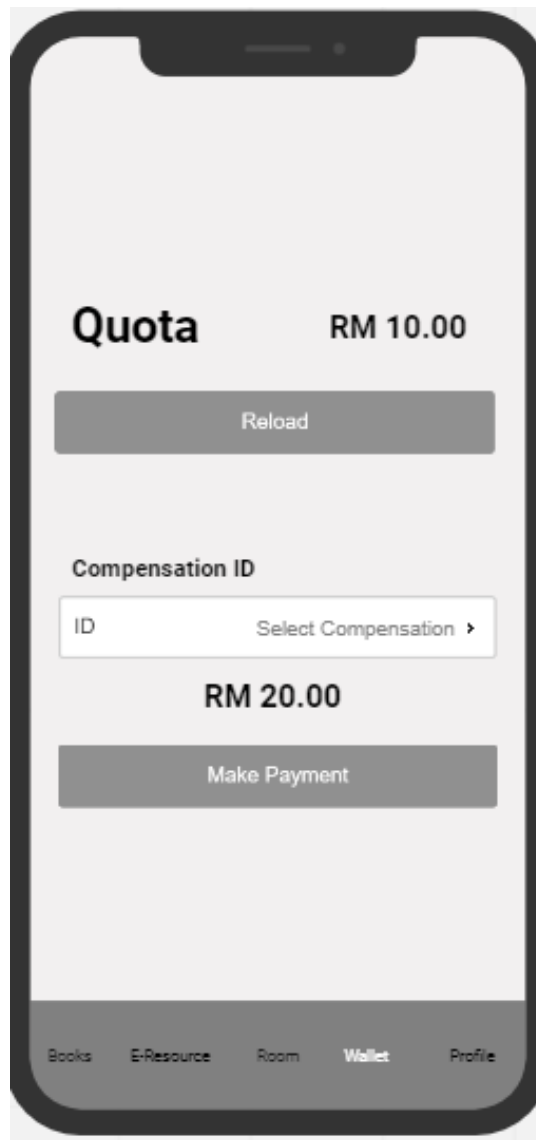 Quota RM 10.00
Reload
Compensation ID
ID Select Compensation >
RM 20.00
Make Payment
Books E-Resource Room Wallet Profile